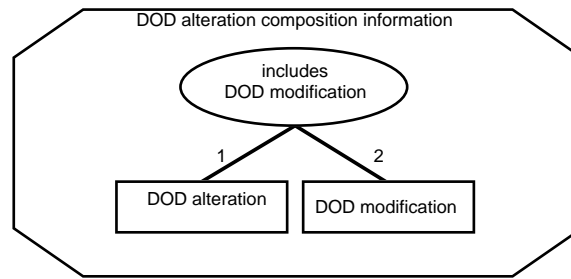 DOD alteration composition information
includes
DOD modification
1
2
DOD alteration
DOD modification